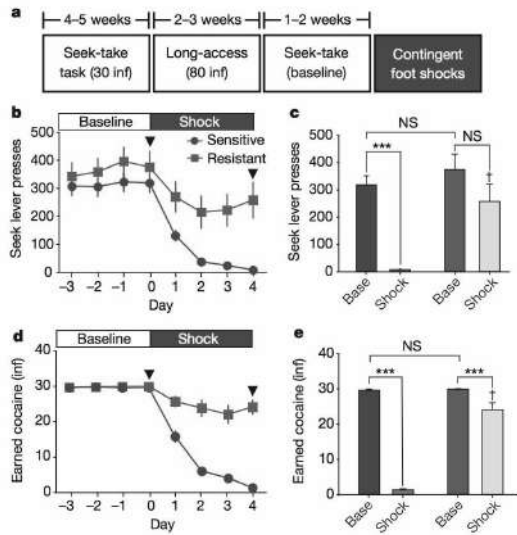 a
4–5 weeks 2–3 weeks 1–2 weeks
Seek-take
task (30 inf)
Long-access
(80 inf)
Seek-take
(baseline)
Contingent
foot shocks
b
Baseline Shock
Sensitive
Resistant
Seek lever presses
500
400
300
200
100
0
–3 –2 –1 0 1 2 3 4
Day
c
NS
*** NS
†
Seek lever presses
500
400
300
200
100
0
Base Shock Base Shock
d
Baseline Shock
Earned cocaine (inf)
40
30
20
10
0
–3 –2 –1 0 1 2 3 4
Day
e
NS
*** ***
†
Earned cocaine (inf)
40
30
20
10
0
Base Shock Base Shock